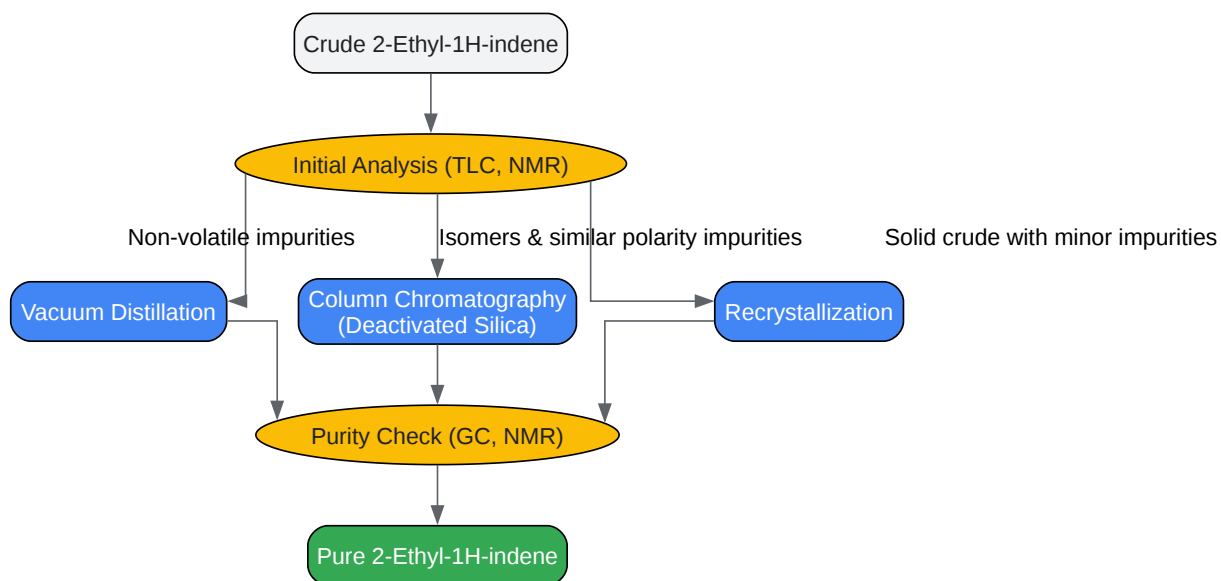 Crude 2-Ethyl-1H-indene
Initial Analysis (TLC, NMR)
Non-volatile impurities
Isomers & similar polarity impurities
Solid crude with minor impurities
Vacuum Distillation
Column Chromatography
(Deactivated Silica)
Recrystallization
Purity Check (GC, NMR)
Pure 2-Ethyl-1H-indene